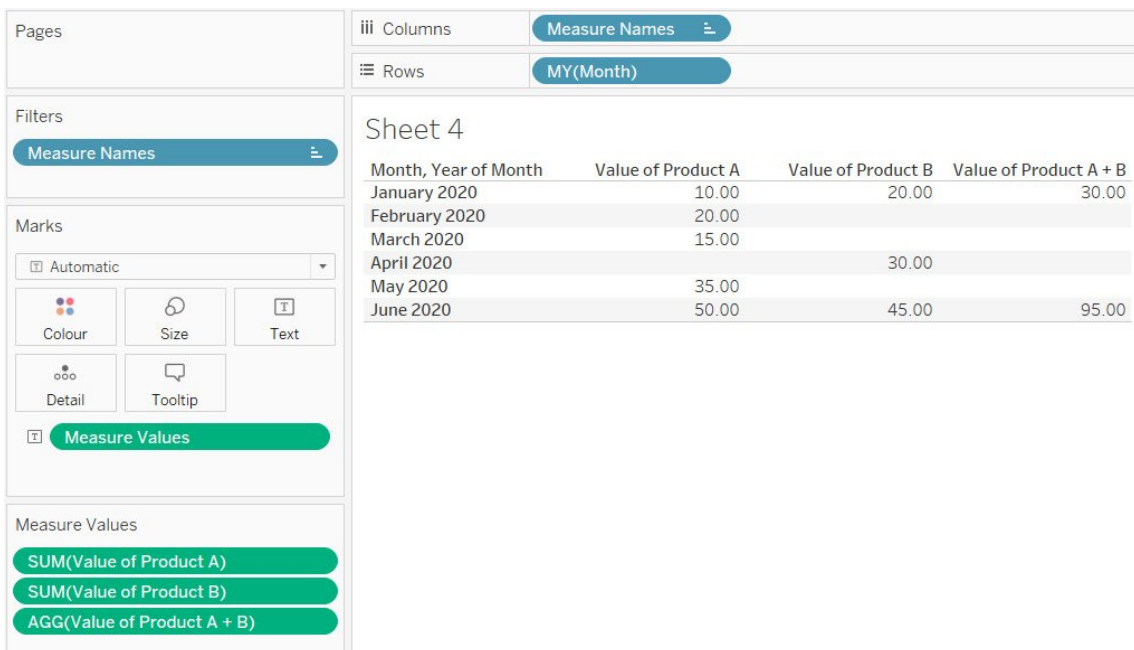 Pages
Columns
Measure Names
Rows
MY(Month)
Filters
Measure Names
Marks
Automatic
Colour
Size
Text
Detail
Tooltip
Measure Values
Measure Values
SUM(Value of Product A)
SUM(Value of Product B)
AGG(Value of Product A + B)
Sheet 4
Month, Year of Month Value of Product A Value of Product B Value of Product A + B
January 2020 10.00 20.00 30.00
February 2020 20.00
March 2020 15.00
April 2020 30.00
May 2020 35.00
June 2020 50.00 45.00 95.00